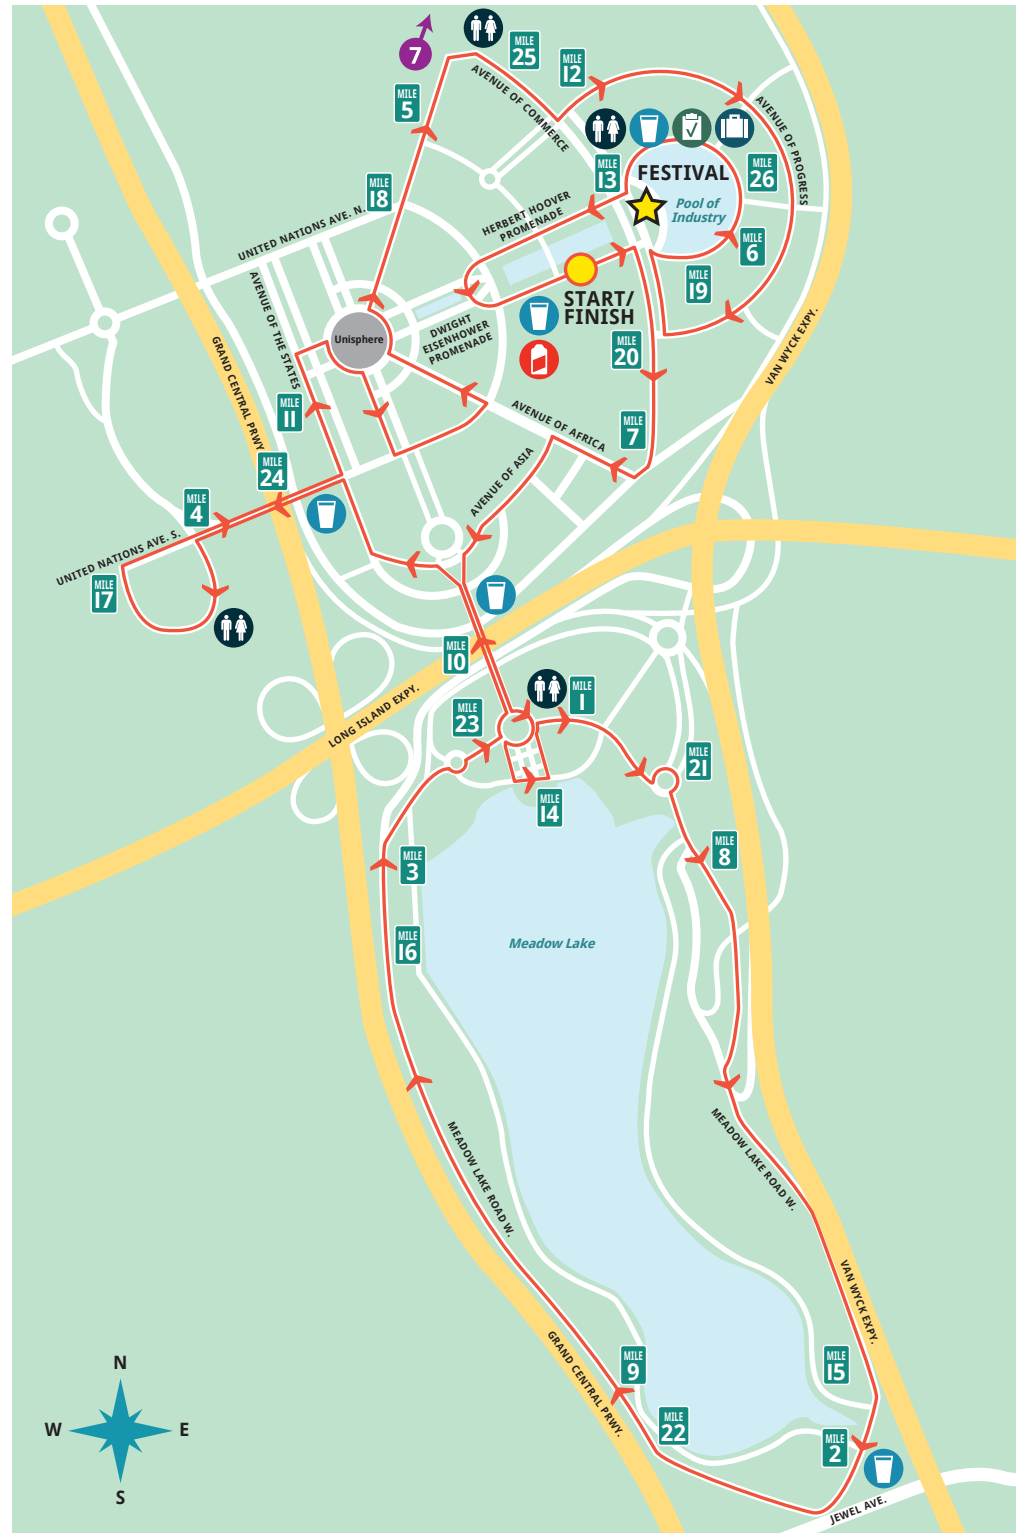 7
MILE
25
MILE
12
MILE
5
AVENUE OF COMMERCE
AVENUE OF PROGRESS
MILE
13
FESTIVAL
MILE
26
MILE
18
Pool of
Industry
HERBERT HOOVER
PROMENADE
UNITED NATIONS AVE. N.
MILE
6
MILE
19
START/
FINISH
AVENUE OF THE STATES
Unisphere
DWIGHT
EISENHOWER
PROMENADE
MILE
20
VAN WYCK EXPY.
GRAND CENTRAL PRWY.
MILE
11
AVENUE OF AFRICA
MILE
7
MILE
24
AVENUE OF ASIA
MILE
4
UNITED NATIONS AVE. S.
MILE
17
MILE
10
LONG ISLAND EXPY.
MILE
23
MILE
1
MILE
21
MILE
14
MILE
3
MILE
8
MILE
16
Meadow Lake
MEADOW LAKE ROAD W.
MEADOW LAKE ROAD W.
VAN WYCK EXPY.
GRAND CENTRAL PRWY.
MILE
9
MILE
15
MILE
22
MILE
2
JEWEL AVE.
N
W
E
S